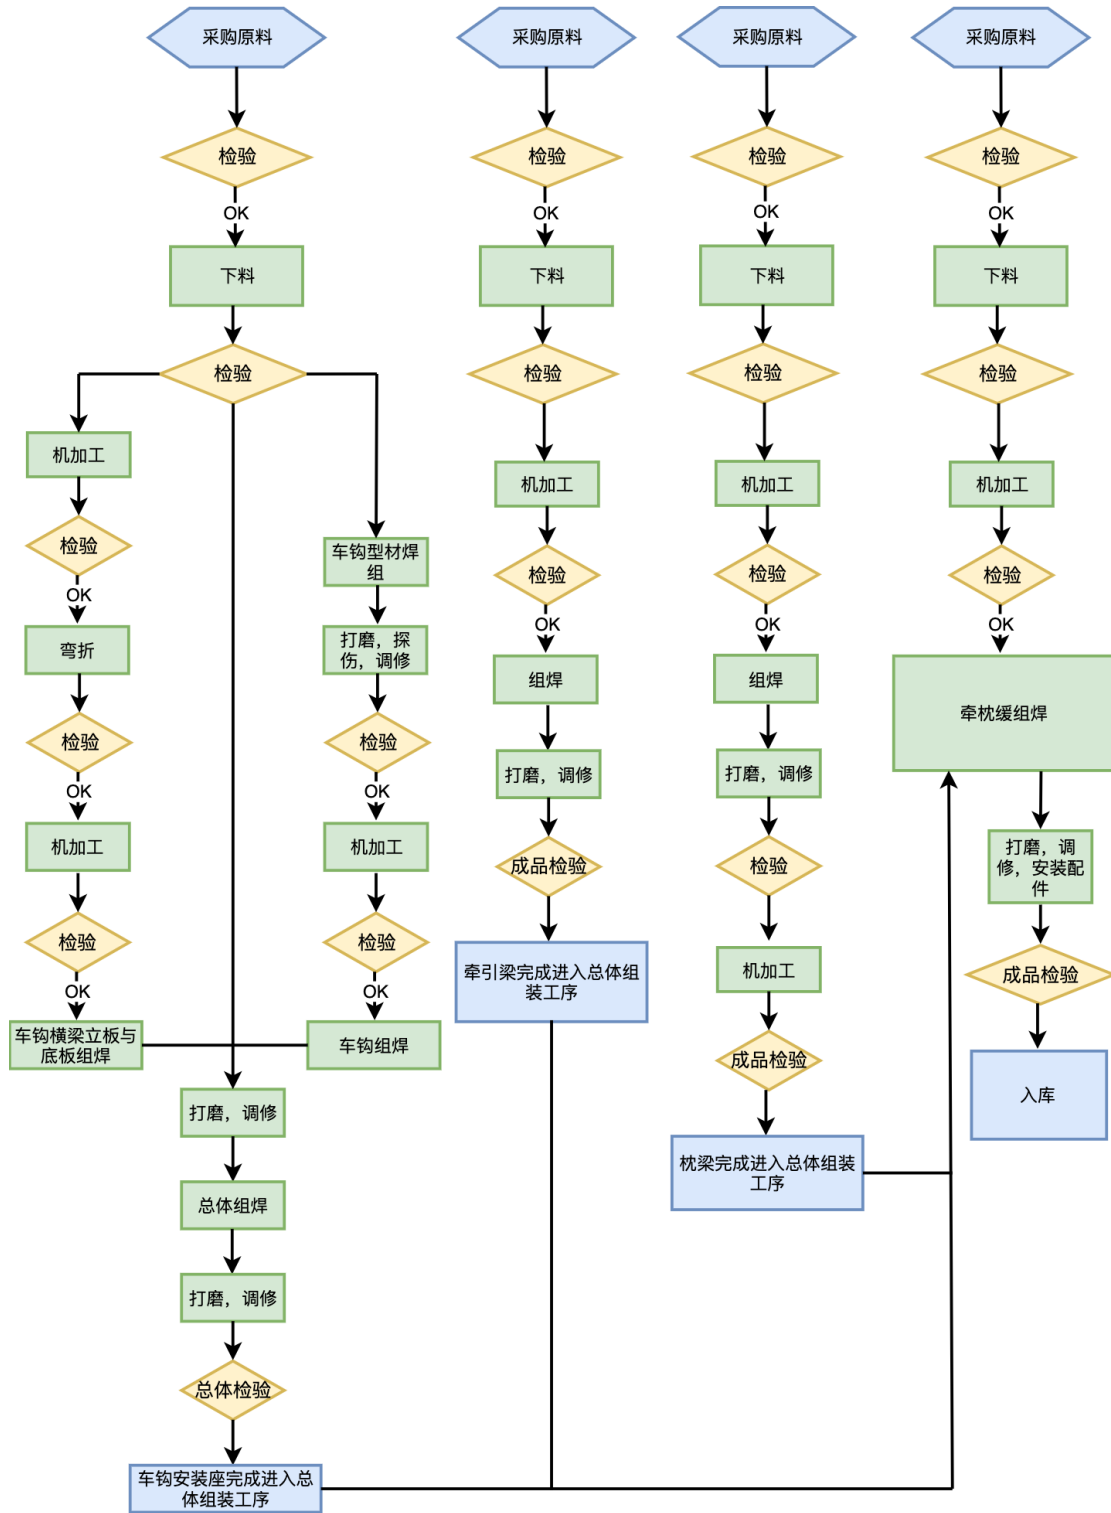 采购原料
检验
OK
下料
检验
机加工
检验
OK
弯折
检验
OK
机加工
检验
OK
车钩横梁立板与
底板组焊
车钩型材焊
组
打磨，探
伤，调修
检验
OK
机加工
检验
OK
车钩组焊
打磨，调修
总体组焊
打磨，调修
总体检验
车钩安装座完成进入总
体组装工序
采购原料
检验
OK
下料
检验
机加工
检验
OK
组焊
打磨，调修
成品检验
牵引梁完成进入总体组
装工序
采购原料
检验
OK
下料
检验
机加工
检验
OK
组焊
打磨，调修
检验
机加工
成品检验
枕梁完成进入总体组装
工序
采购原料
检验
OK
下料
检验
机加工
检验
OK
牵枕缓组焊
打磨，调
修，安装配
件
成品检验
入库